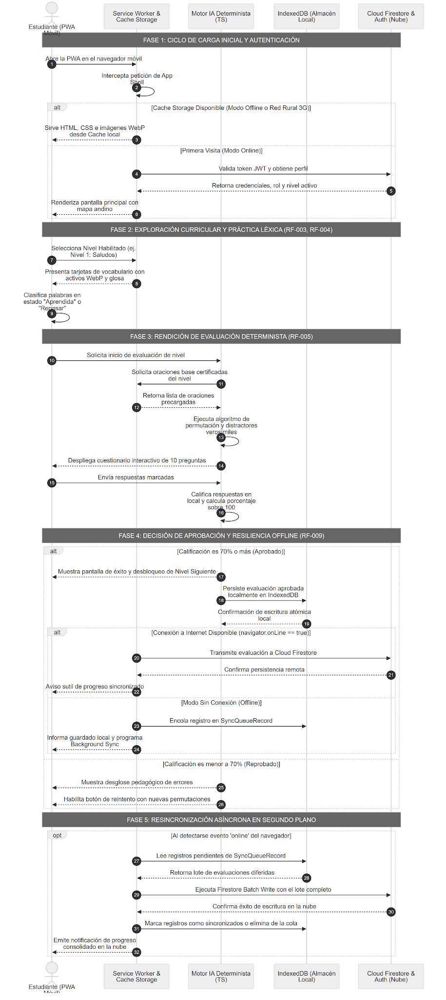 Estudiante (PWA
Móvil)
Service Worker &
Cache Storage
Motor IA Determinista
(TS)
IndexedDB (Almacén
Local)
Cloud Firestore &
Auth (Nube)
FASE 1: CICLO DE CARGA INICIAL Y AUTENTICACIÓN
Abre la PWA en el navegador móvil
1
Intercepta petición de App
Shell
2
alt
[Cache Storage Disponible (Modo Offline o Red Rural 3G)]
Sirve HTML, CSS e imágenes WebP
desde Cache local
3
[Primera Visita (Modo Online)]
Valida token JWT y obtiene perfil
4
Retorna credenciales, rol y nivel activo
5
Renderiza pantalla principal con
mapa andino
6
FASE 2: EXPLORACIÓN CURRICULAR Y PRÁCTICA LÉXICA (RF-003, RF-004)
Selecciona Nivel Habilitado (ej.
Nivel 1: Saludos)
7
Presenta tarjetas de vocabulario con
activos WebP y glosa
8
Clasifica palabras en
estado "Aprendida" o
"Repasar"
9
FASE 3: RENDICIÓN DE EVALUACIÓN DETERMINISTA (RF-005)
Solicita inicio de evaluación de nivel
10
Solicita oraciones base certificadas
del nivel
11
Retorna lista de oraciones
precargadas
12
Ejecuta algoritmo de
permutación y distractores
verosímiles
13
Despliega cuestionario interactivo de 10 preguntas
14
Envía respuestas marcadas
15
Califica respuestas en
local y calcula porcentaje
sobre 100
16
FASE 4: DECISIÓN DE APROBACIÓN Y RESILIENCIA OFFLINE (RF-009)
alt
[Calificación es 70% o más (Aprobado)]
Muestra pantalla de éxito y desbloqueo de Nivel Siguiente
17
Persiste evaluación aprobada
localmente en IndexedDB
18
Confirmación de escritura atómica
local
19
alt
[Conexión a Internet Disponible (navigator.onLine == true)]
Transmite evaluación a Cloud Firestore
20
Confirma persistencia remota
21
Aviso sutil de progreso sincronizado
22
[Modo Sin Conexión (Offline)]
Encola registro en SyncQueueRecord
23
Informa guardado local y programa
Background Sync
24
[Calificación es menor a 70% (Reprobado)]
Muestra desglose pedagógico de errores
25
Habilita botón de reintento con nuevas permutaciones
26
FASE 5: RESINCRONIZACIÓN ASÍNCRONA EN SEGUNDO PLANO
opt
[Al detectarse evento 'online' del navegador]
Lee registros pendientes de SyncQueueRecord
27
Retorna lote de evaluaciones diferidas
28
Ejecuta Firestore Batch Write con el lote completo
29
Confirma éxito de escritura en la nube
30
Marca registros como sincronizados o elimina de la cola
31
Emite notificación de progreso
consolidado en la nube
32
Estudiante (PWA
Móvil)
Service Worker &
Cache Storage
Motor IA Determinista
(TS)
IndexedDB (Almacén
Local)
Cloud Firestore &
Auth (Nube)